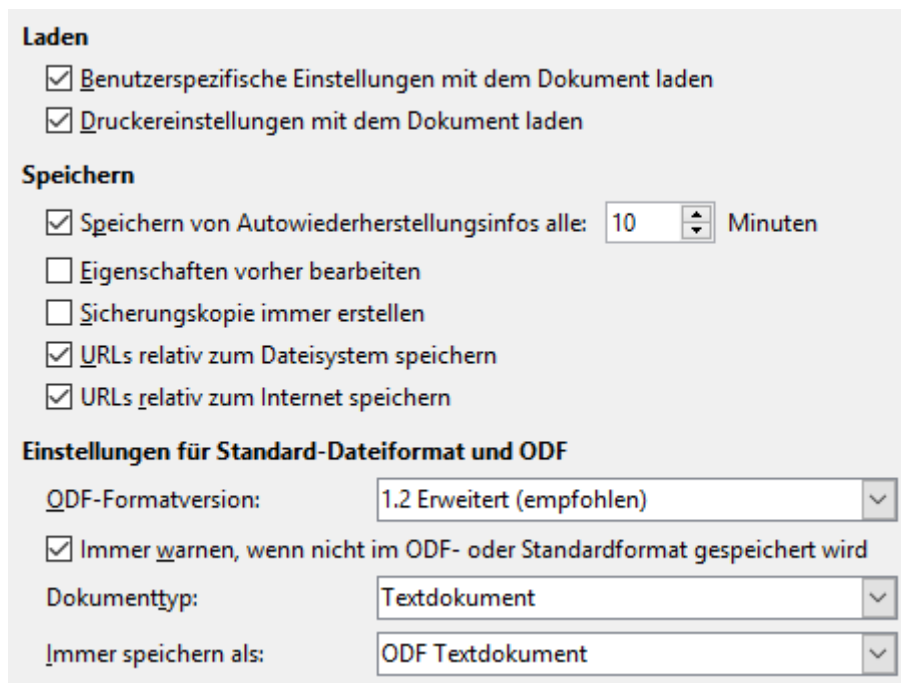 Laden
Benutzerspezifische Einstellungen mit dem Dokument laden
Druckereinstellungen mit dem Dokument laden
Speichern
Speichern von Autowiederherstellungsinfos alle: 10 Minuten
Eigenschaften vorher bearbeiten
Sicherungskopie immer erstellen
URLs relativ zum Dateisystem speichern
URLs relativ zum Internet speichern
Einstellungen für Standard-Dateiformat und ODF
ODF-Formatversion: 1.2 Erweitert (empfohlen)
Immer warnen, wenn nicht im ODF- oder Standardformat gespeichert wird
Dokumenttyp: Textdokument
Immer speichern als: ODF Textdokument